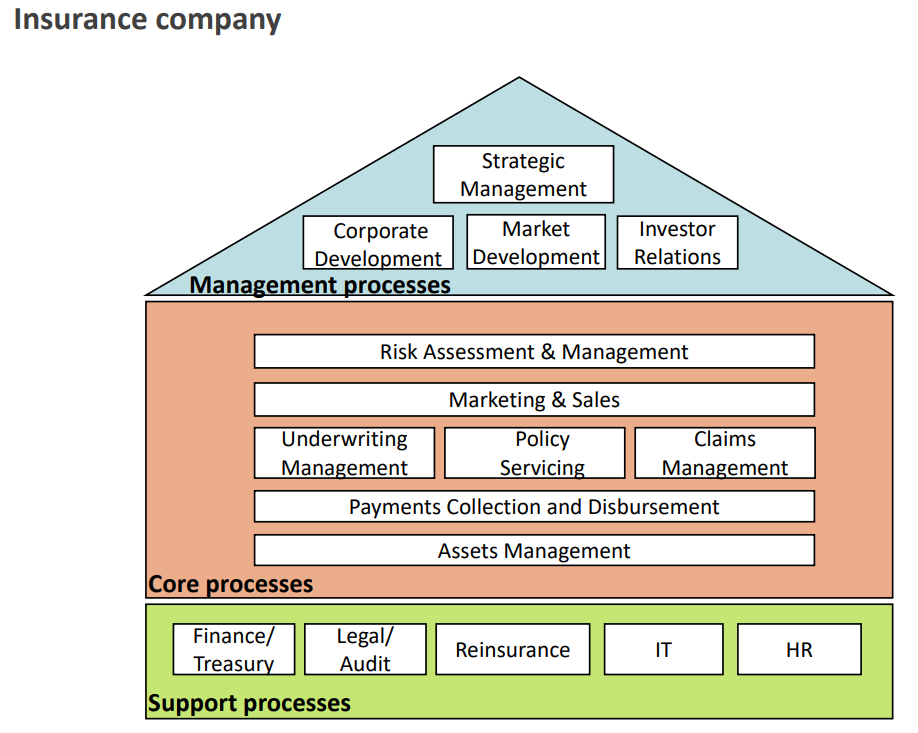 Insurance company
Strategic
Management
Corporate
Development
Market
Development
Investor
Relations
Management processes
Risk Assessment & Management
Marketing & Sales
Underwriting
Management
Policy
Servicing
Claims
Management
Payments Collection and Disbursement
Assets Management
Core processes
Finance/
Treasury
Legal/
Audit
Reinsurance
IT
HR
Support processes